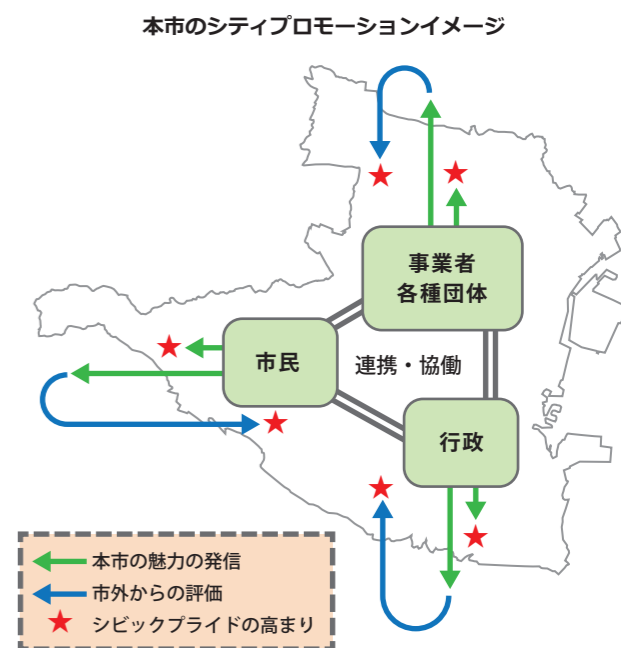 本市のシティプロモーションイメージ
事業者
各種団体
市民
連携・協働
行政
本市の魅力の発信
市外からの評価
シビックプライドの高まり